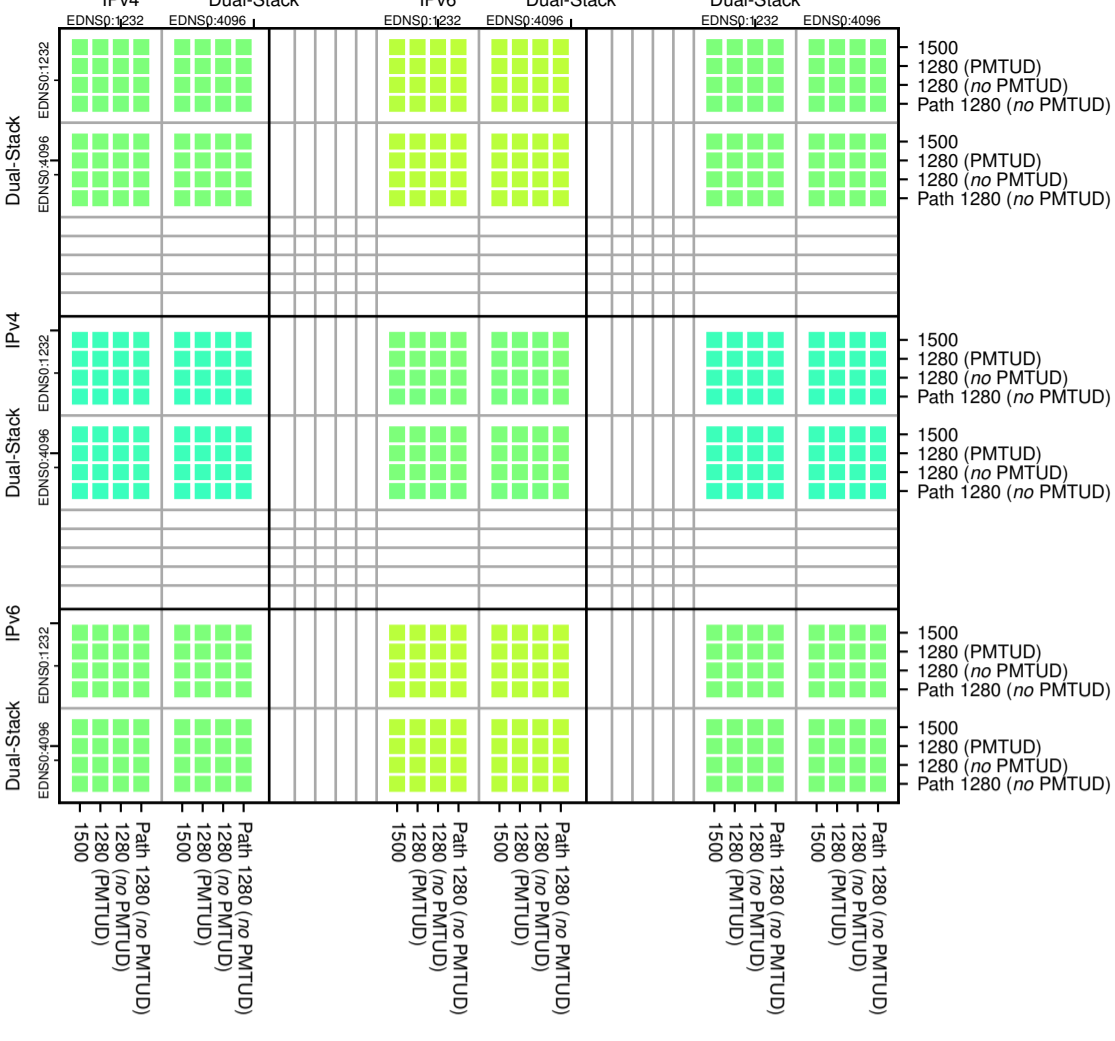 IPv4 Dual-Stack IPv6 Dual-Stack Dual-Stack
EDNS0:1232 EDNS0:4096 EDNS0:1232 EDNS0:4096 EDNS0:1232 EDNS0:4096
Dual-Stack
EDNS0:1232
1500
1280 (PMTUD)
1280 (no PMTUD)
Path 1280 (no PMTUD)
EDNS0:4096
1500
1280 (PMTUD)
1280 (no PMTUD)
Path 1280 (no PMTUD)
IPv4
Dual-Stack
EDNS0:1232
1500
1280 (PMTUD)
1280 (no PMTUD)
Path 1280 (no PMTUD)
EDNS0:4096
1500
1280 (PMTUD)
1280 (no PMTUD)
Path 1280 (no PMTUD)
IPv6
Dual-Stack
EDNS0:1232
1500
1280 (PMTUD)
1280 (no PMTUD)
Path 1280 (no PMTUD)
EDNS0:4096
1500
1280 (PMTUD)
1280 (no PMTUD)
Path 1280 (no PMTUD)
1500
1280 (PMTUD)
1280 (no PMTUD)
Path 1280 (no PMTUD)
1500
1280 (PMTUD)
1280 (no PMTUD)
Path 1280 (no PMTUD)
1500
1280 (PMTUD)
1280 (no PMTUD)
Path 1280 (no PMTUD)
1500
1280 (PMTUD)
1280 (no PMTUD)
Path 1280 (no PMTUD)
1500
1280 (PMTUD)
1280 (no PMTUD)
Path 1280 (no PMTUD)
1500
1280 (PMTUD)
1280 (no PMTUD)
Path 1280 (no PMTUD)